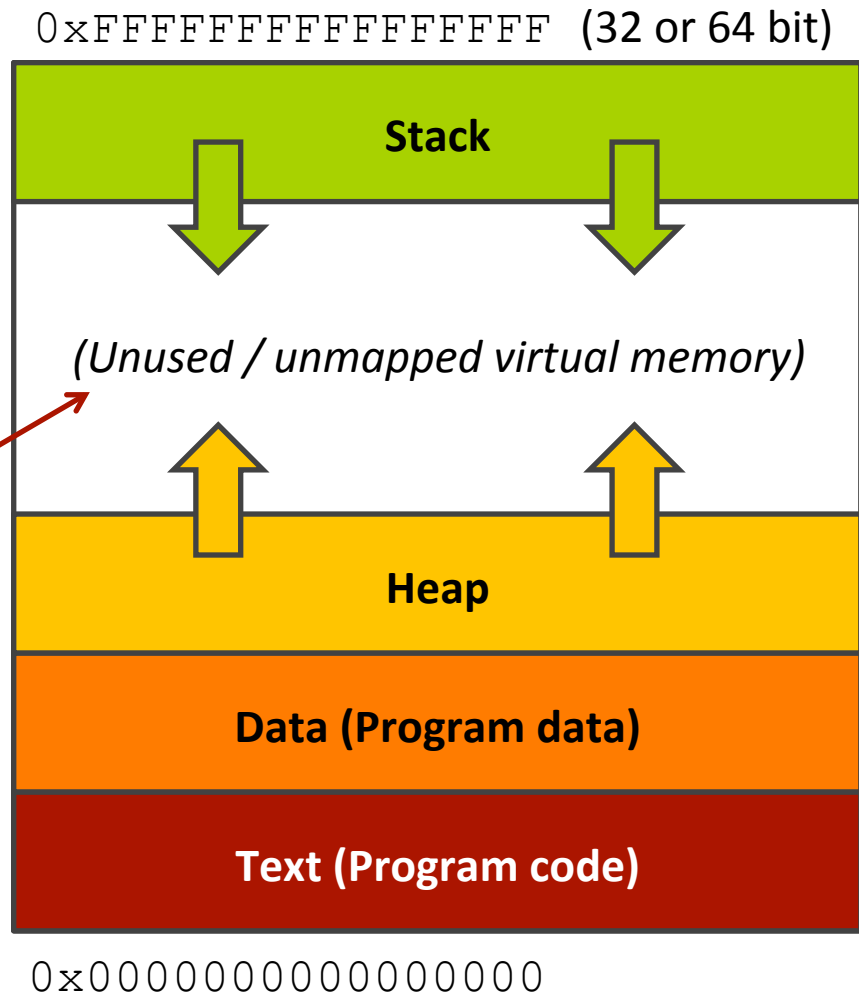 0xFFFFFFFFFFFFFFFF (32 or 64 bit)
Stack
(Unused / unmapped virtual memory)
Heap
Data (Program data)
Text (Program code)
0x0000000000000000